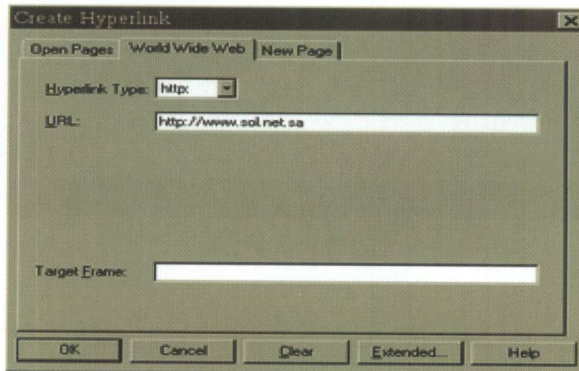 Create Hyperlink
Open Pages World Wide Web New Page
Hyperlink Type: http:
URL: http://www.sol.net.sa
Target Frame:
OK Cancel Clear Extended... Help